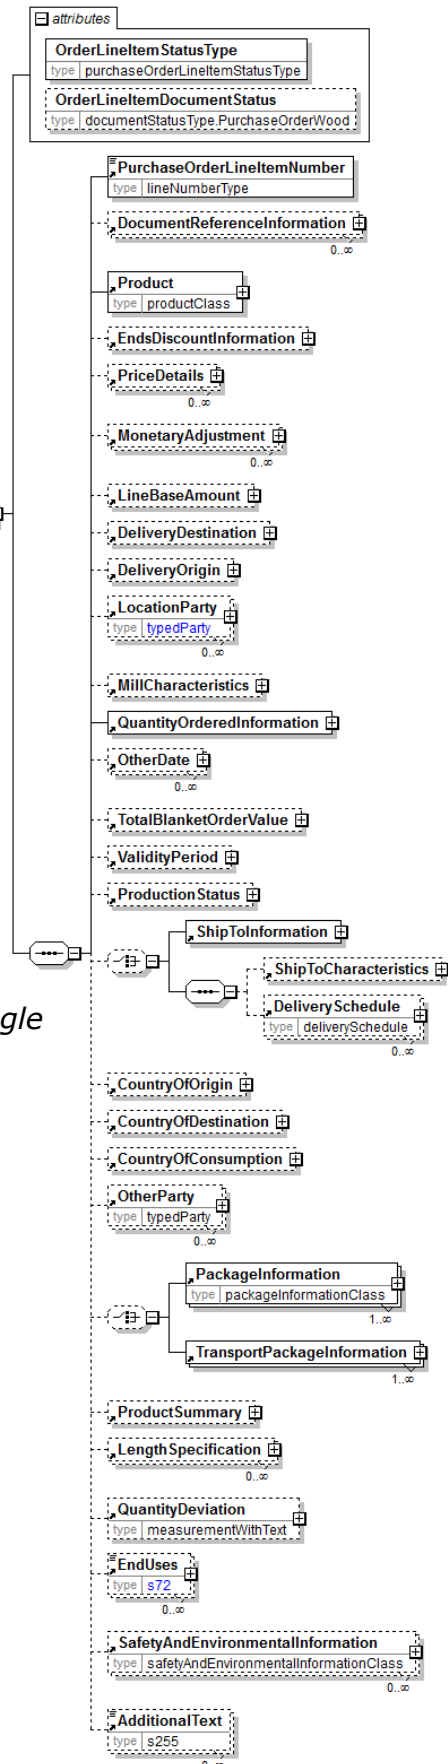 attributes
OrderLineItemStatusType
type purchaseOrderLineItemStatusType
OrderLineItemDocumentStatus
type documentStatusType.PurchaseOrderWood
PurchaseOrderLineItemNumber
type lineNumberType
DocumentReferenceInformation
0..∞
Product
type productClass
EndsDiscountInformation
PriceDetails
0..∞
MonetaryAdjustment
0..∞
LineBaseAmount
DeliveryDestination
DeliveryOrigin
LocationParty
type typedParty
0..∞
MillCharacteristics
QuantityOrderedInformation
OtherDate
0..∞
TotalBlanketOrderValue
ValidityPeriod
ProductionStatus
ShipToInformation
ShipToCharacteristics
DeliverySchedule
gle
type deliverySchedule
0..∞
CountryOfOrigin
CountryOfDestination
CountryOfConsumption
OtherParty
type typedParty
0..∞
PackageInformation
type packageInformationClass
1..∞
TransportPackageInformation
1..∞
ProductSummary
LengthSpecification
0..∞
QuantityDeviation
type measurementWithText
EndUses
type s72
0..∞
SafetyAndEnvironmentalInformation
type safetyAndEnvironmentalInformationClass
0..∞
AdditionalText
type s255